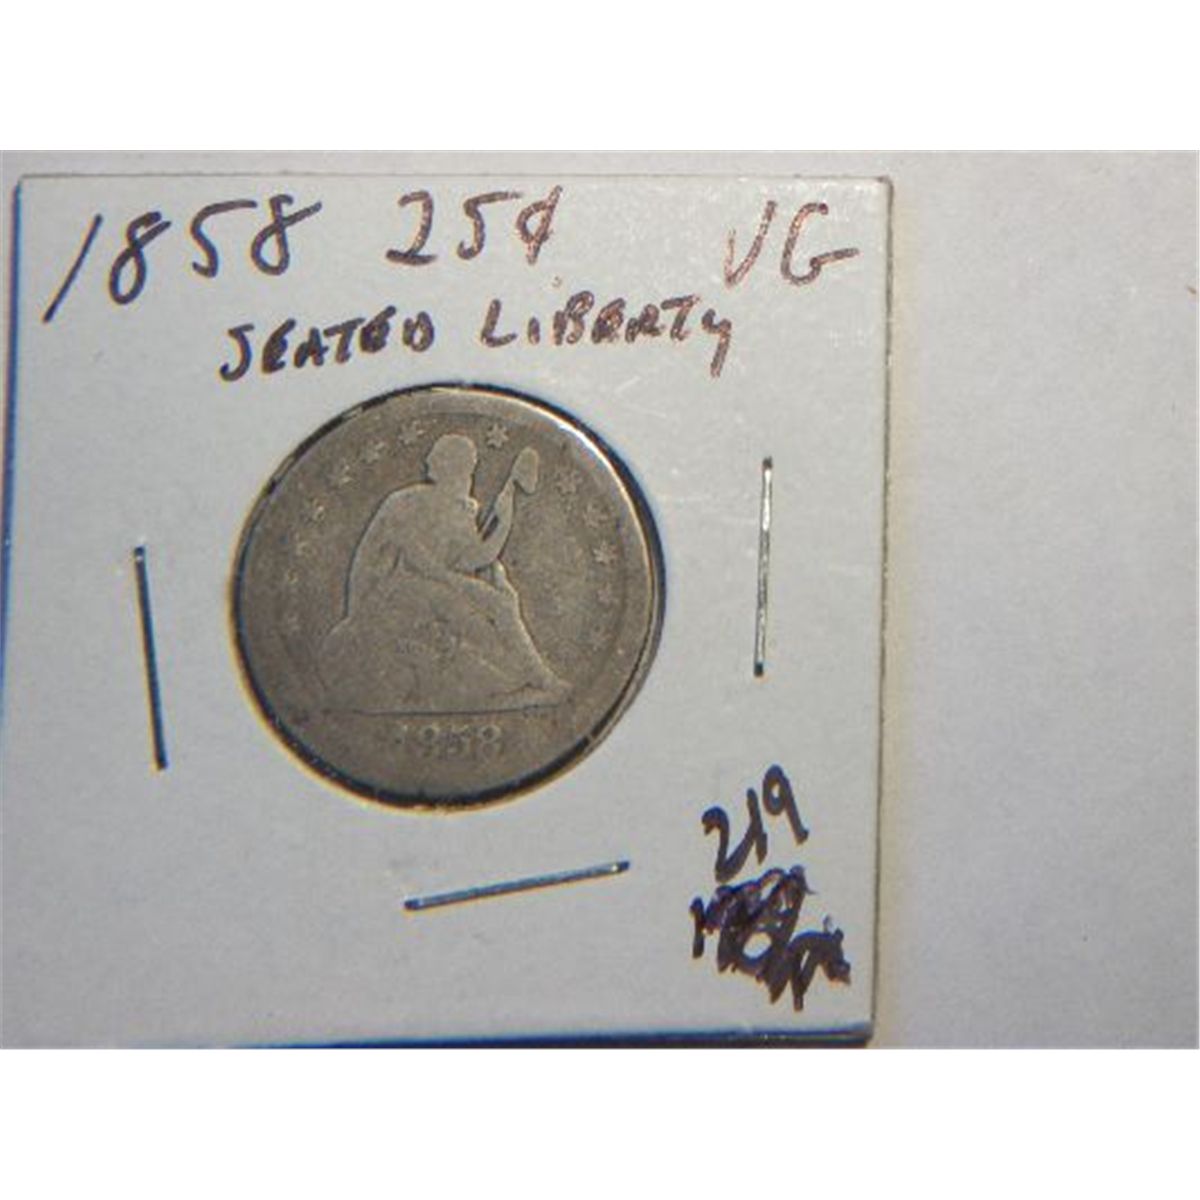 1858 25¢ VG
SEATED LIBERTY
1858
219